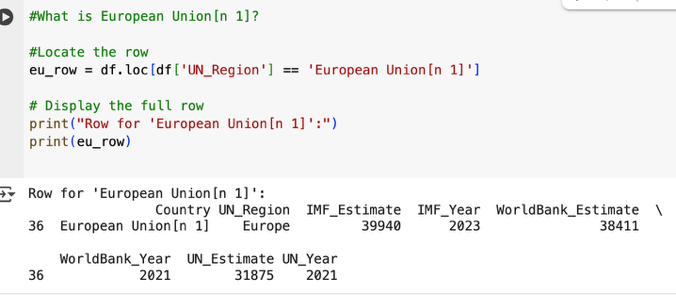 #What is European Union[n 1]?
#Locate the row
eu_row = df.loc[df['UN_Region'] == 'European Union[n 1]']
# Display the full row
print("Row for 'European Union[n 1]':")
print(eu_row)
Row for 'European Union[n 1]':
Country UN_Region IMF_Estimate IMF_Year WorldBank_Estimate \
36 European Union[n 1] Europe 39940 2023 38411
WorldBank_Year UN_Estimate UN_Year
36 2021 31875 2021